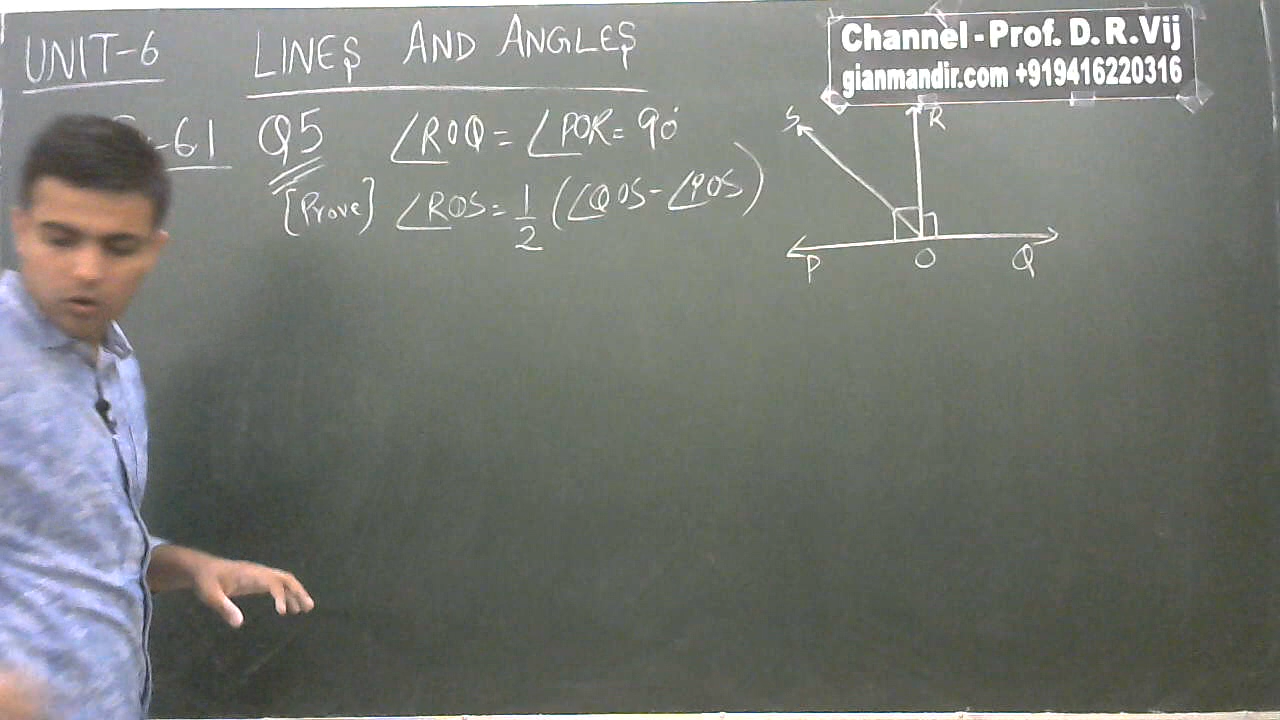 UNIT-6 LINES AND ANGLES
Channel - Prof. D. R. Vij
gianmandir.com +919416220316
-61 Q5 ∠ROQ = ∠POR = 90°
[Prove] ∠ROS = 1/2 (∠QOS - ∠POS)
S R
P O Q